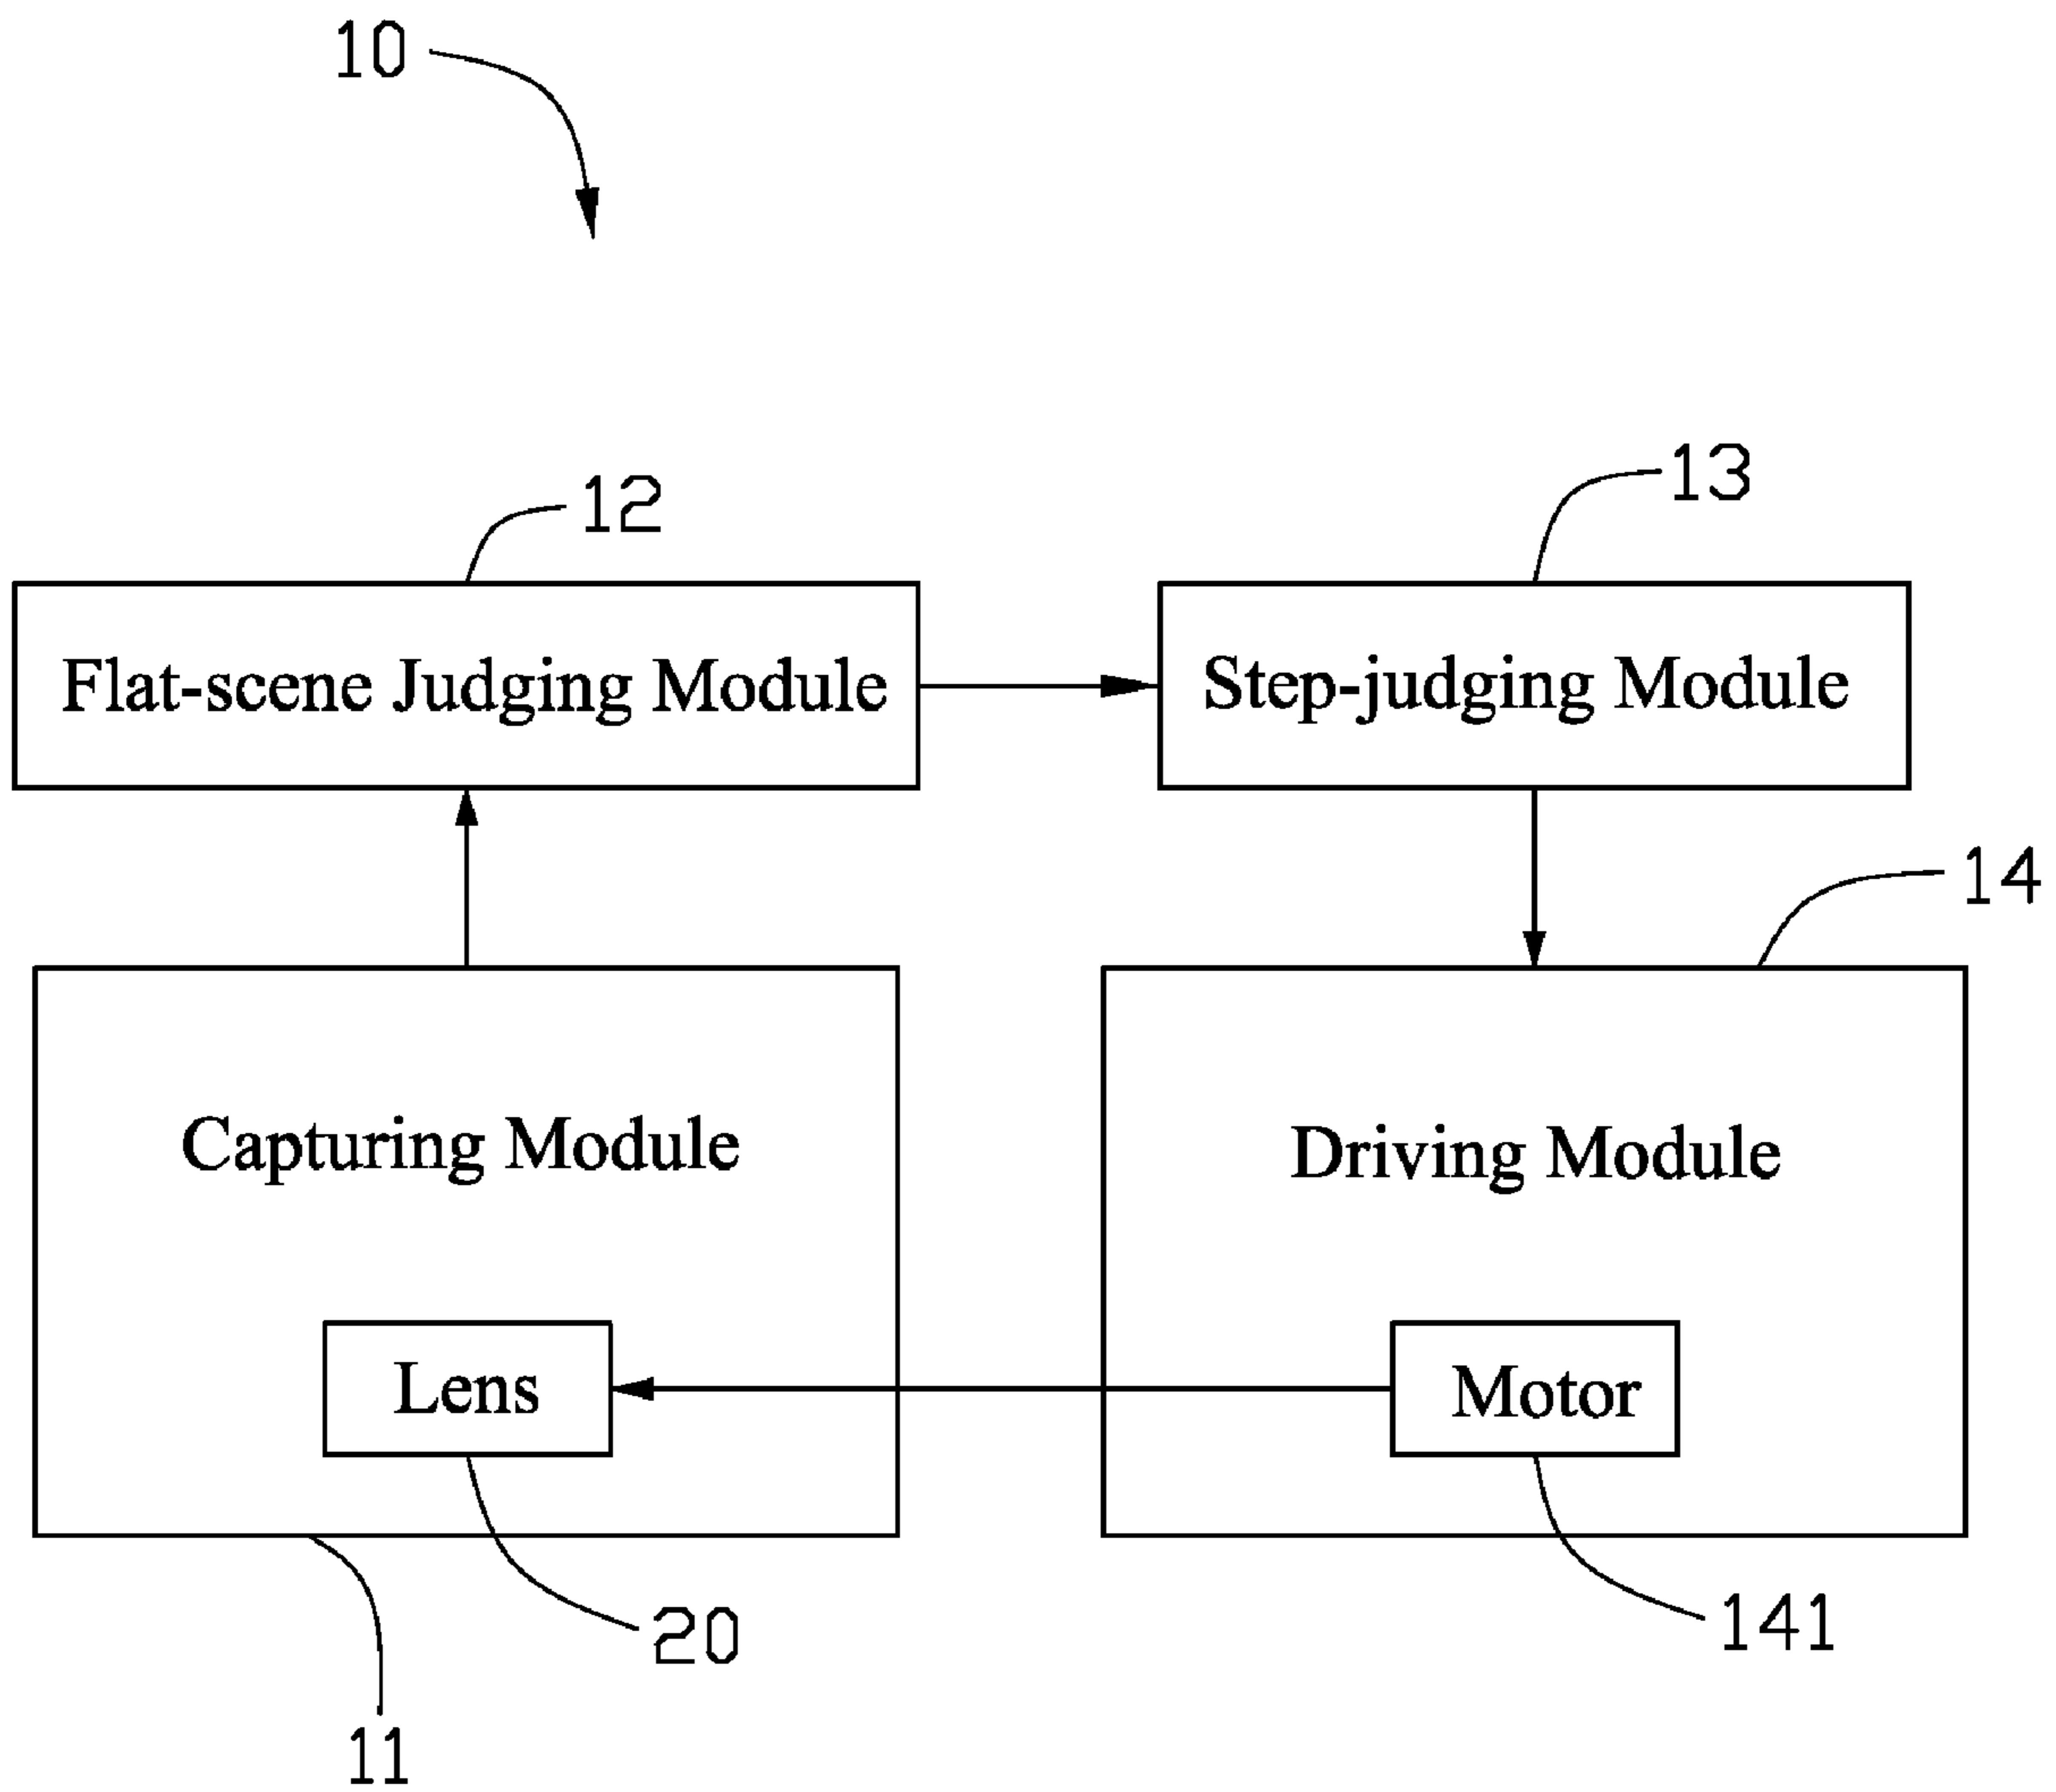 10
12
13
Flat-scene Judging Module
Step-judging Module
14
Capturing Module
Driving Module
Lens
Motor
20
141
11